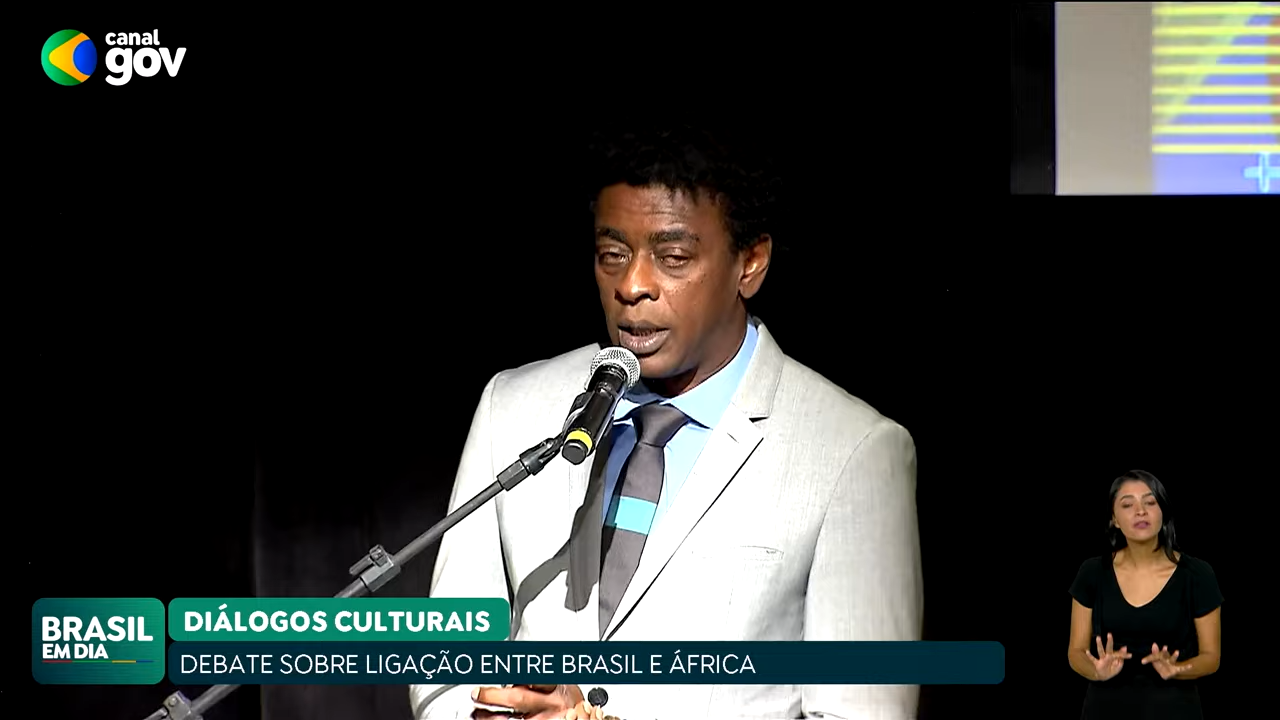 canal
gov
DIÁLOGOS CULTURAIS
BRASIL
EM DIA
DEBATE SOBRE LIGAÇÃO ENTRE BRASIL E ÁFRICA